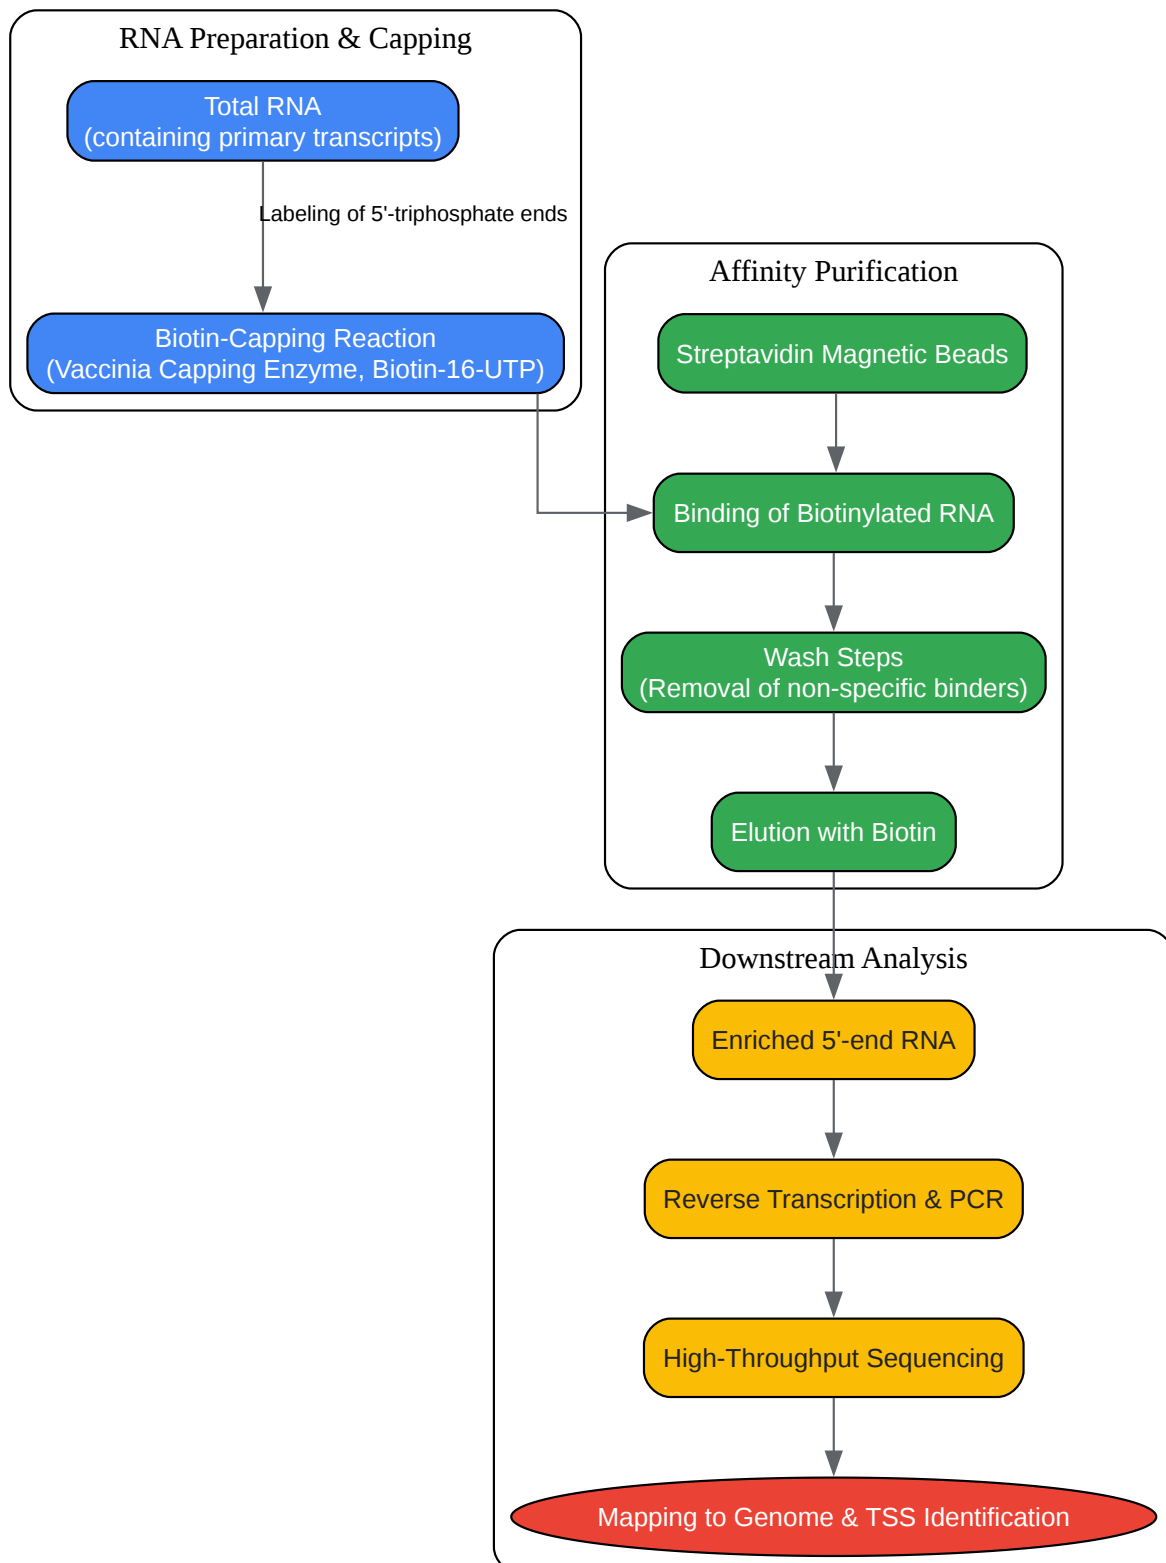 RNA Preparation & Capping
Total RNA
(containing primary transcripts)
Labeling of 5'-triphosphate ends
Biotin-Capping Reaction
(Vaccinia Capping Enzyme, Biotin-16-UTP)
Affinity Purification
Streptavidin Magnetic Beads
Binding of Biotinylated RNA
Wash Steps
(Removal of non-specific binders)
Elution with Biotin
Downstream Analysis
Enriched 5'-end RNA
Reverse Transcription & PCR
High-Throughput Sequencing
Mapping to Genome & TSS Identification